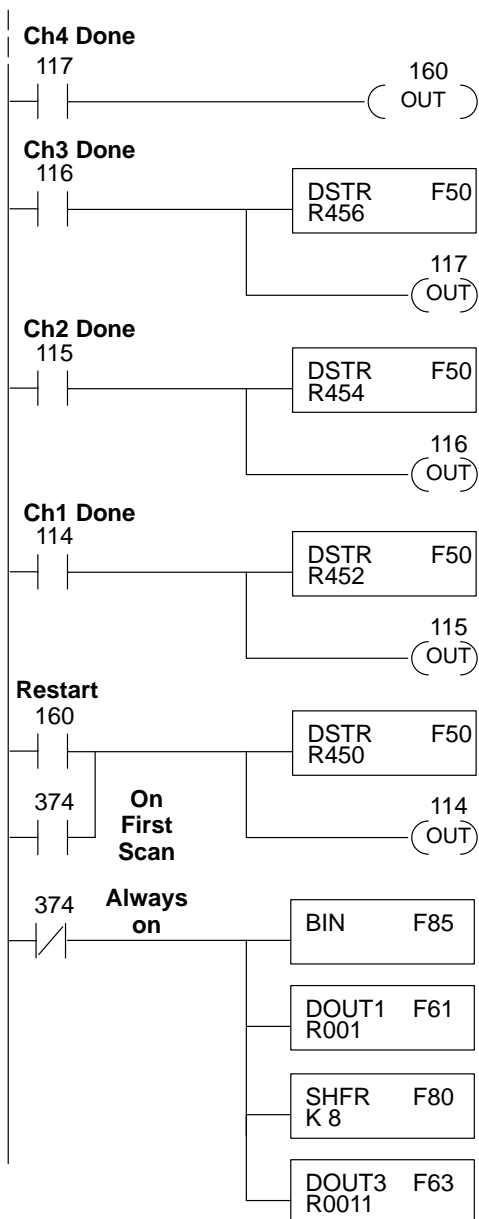 Ch4 Done
117
160
OUT
Ch3 Done
116
DSTR F50
R456
117
OUT
Ch2 Done
115
DSTR F50
R454
116
OUT
Ch1 Done
114
DSTR F50
R452
115
OUT
Restart
160
DSTR F50
R450
374
On
First
Scan
114
OUT
374
Always
on
BIN F85
DOUT1 F61
R001
SHFR F80
K 8
DOUT3 F63
R0011